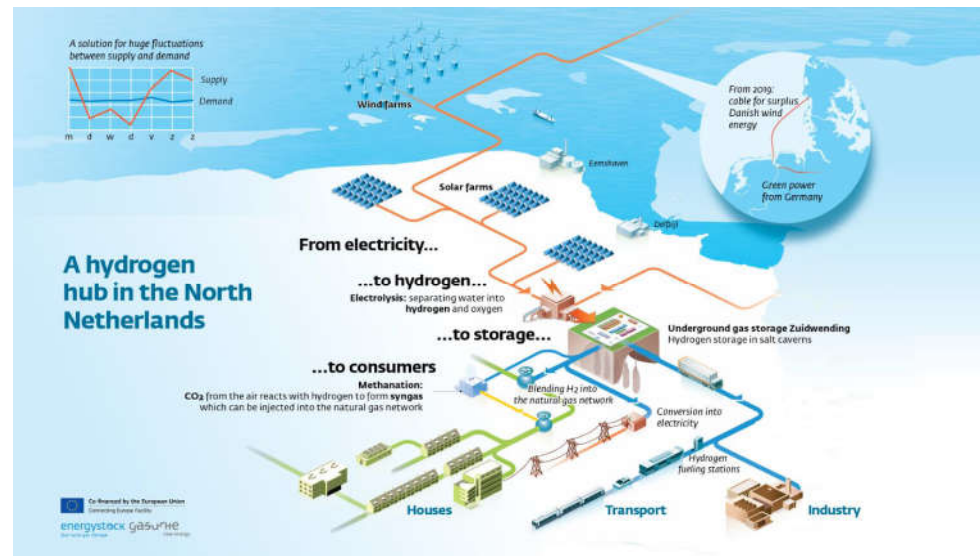 A solution for huge fluctuations
between supply and demand
Supply
Demand
m d w d v z z
Wind farms
From 2019:
cable for surplus
Danish wind
energy
Green power
from Germany
Eemshaven
Solar farms
Delfzijl
From electricity...
A hydrogen
hub in the North
Netherlands
...to hydrogen...
Electrolysis: separating water into
hydrogen and oxygen
...to storage...
Underground gas storage Zuidwending
Hydrogen storage in salt caverns
...to consumers
Methanation:
CO₂ from the air reacts with hydrogen to form syngas
which can be injected into the natural gas network
Blending H₂ into
the natural gas network
Conversion into
electricity
Hydrogen
fueling stations
Houses
Transport
Industry
Co-financed by the European Union
Connecting Europe Facility
energystock
gasunie